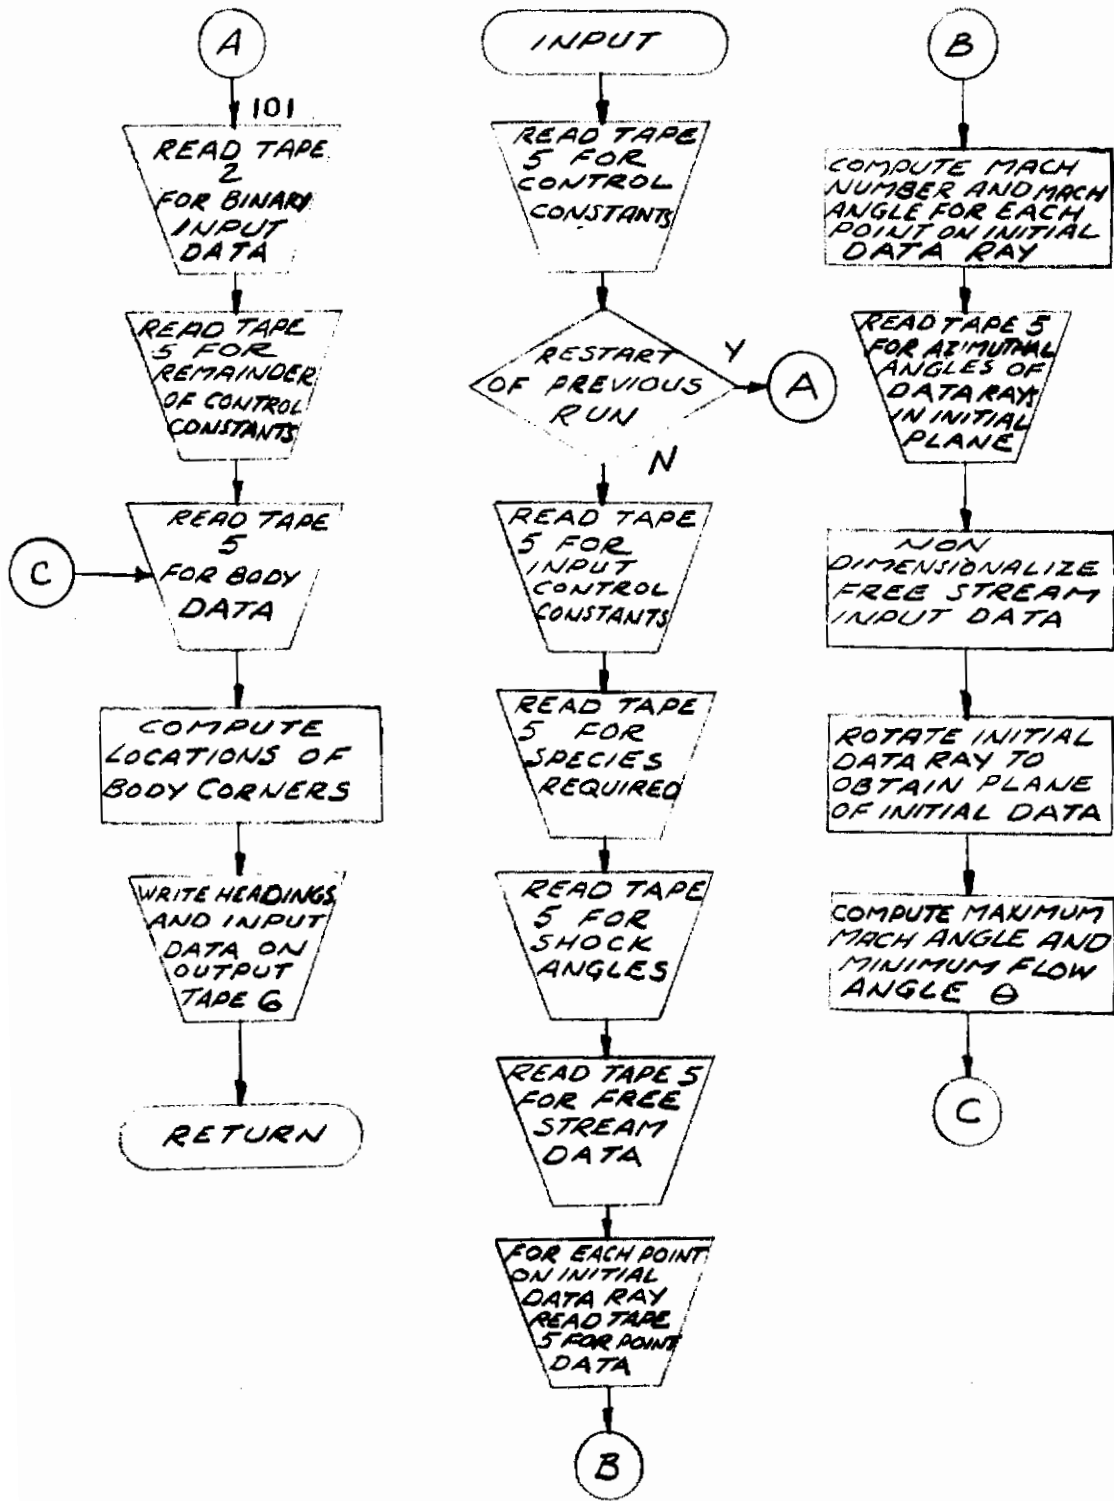 A
101
READ TAPE
2
FOR BINARY
INPUT
DATA
READ TAPE
5 FOR
REMAINDER
OF CONTROL
CONSTANTS
C
READ TAPE
5
FOR BODY
DATA
COMPUTE
LOCATIONS OF
BODY CORNERS
WRITE HEADINGS
AND INPUT
DATA ON
OUTPUT
TAPE 6
RETURN
INPUT
READ TAPE
5 FOR
CONTROL
CONSTANTS
RESTART
OF PREVIOUS
RUN
Y
A
N
READ TAPE
5 FOR
INPUT
CONTROL
CONSTANTS
READ TAPE
5 FOR
SPECIES
REQUIRED
READ TAPE
5 FOR
SHOCK
ANGLES
READ TAPE 5
FOR FREE
STREAM
DATA
FOR EACH POINT
ON INITIAL
DATA RAY
READ TAPE
5 FOR POINT
DATA
B
B
COMPUTE MACH
NUMBER AND MACH
ANGLE FOR EACH
POINT ON INITIAL
DATA RAY
READ TAPE 5
FOR AZIMUTHAL
ANGLES OF
DATA RAYS
IN INITIAL
PLANE
NON
DIMENSIONALIZE
FREE STREAM
INPUT DATA
ROTATE INITIAL
DATA RAY TO
OBTAIN PLANE
OF INITIAL DATA
COMPUTE MAXIMUM
MACH ANGLE AND
MINIMUM FLOW
ANGLE θ
C